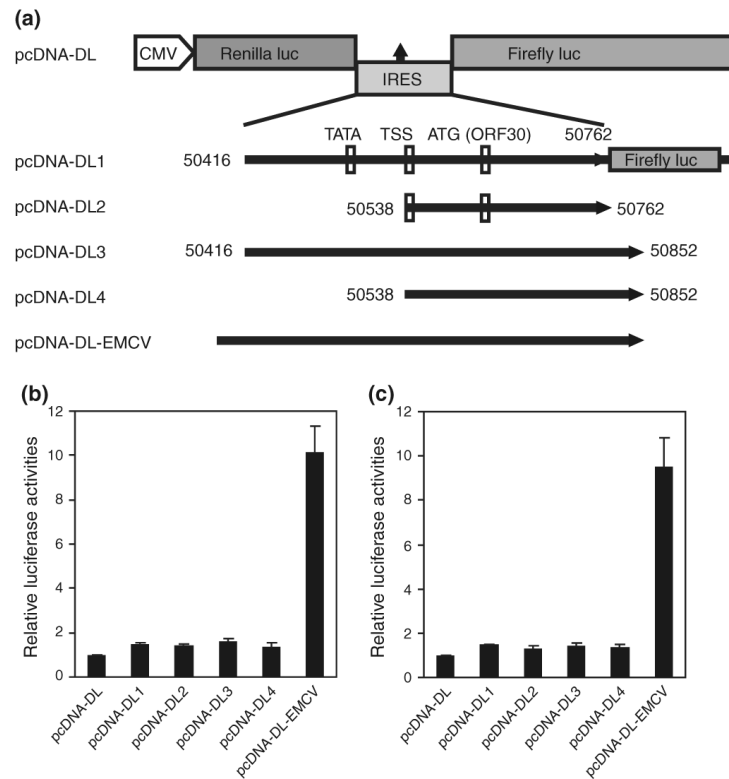 (a)
pcDNA-DL
CMV
Renilla luc
IRES
Firefly luc
TATA
TSS
ATG (ORF30)
50762
pcDNA-DL1
50416
Firefly luc
pcDNA-DL2
50538
50762
pcDNA-DL3
50416
50852
pcDNA-DL4
50538
50852
pcDNA-DL-EMCV
(b)
Relative luciferase activities
12
10
8
6
4
2
0
pcDNA-DL
pcDNA-DL1
pcDNA-DL2
pcDNA-DL3
pcDNA-DL4
pcDNA-DL-EMCV
(c)
Relative luciferase activities
12
10
8
6
4
2
0
pcDNA-DL
pcDNA-DL1
pcDNA-DL2
pcDNA-DL3
pcDNA-DL4
pcDNA-DL-EMCV